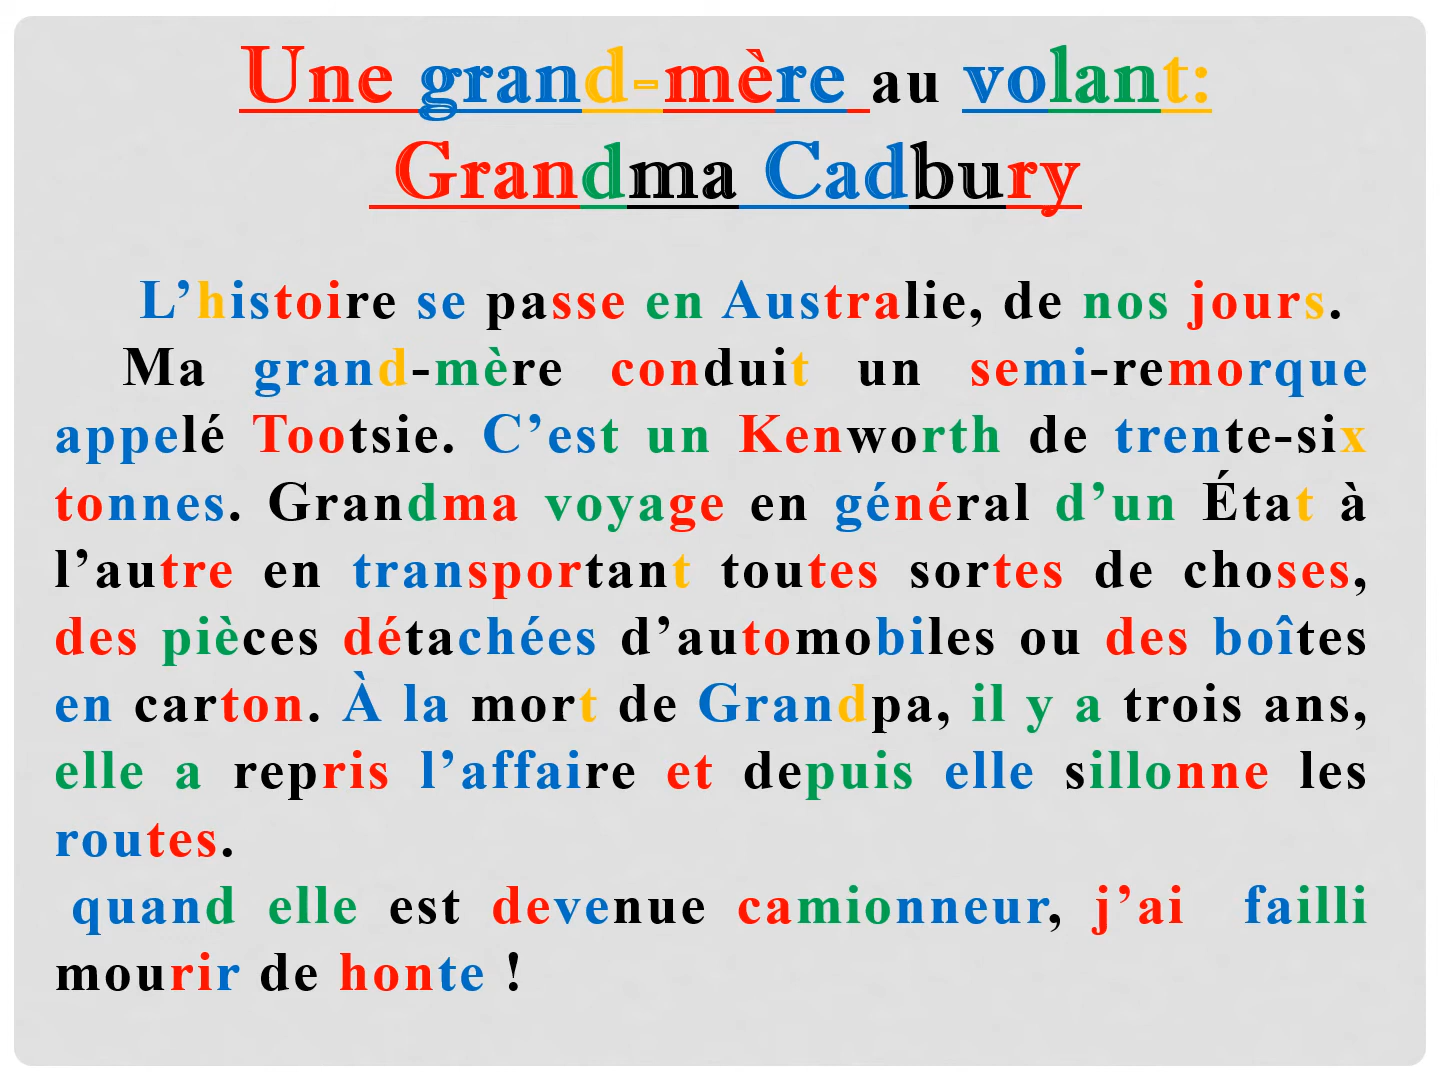 Une grand-mère au volant:
Grandma Cadbury
L’histoire se passe en Australie, de nos jours.
Ma grand-mère conduit un semi-remorque
appelé Tootsie. C’est un Kenworth de trente-six
tonnes. Grandma voyage en général d’un État à
l’autre en transportant toutes sortes de choses,
des pièces détachées d’automobiles ou des boîtes
en carton. À la mort de Grandpa, il y a trois ans,
elle a repris l’affaire et depuis elle sillonne les
routes.
quand elle est devenue camionneur, j’ai failli
mourir de honte !